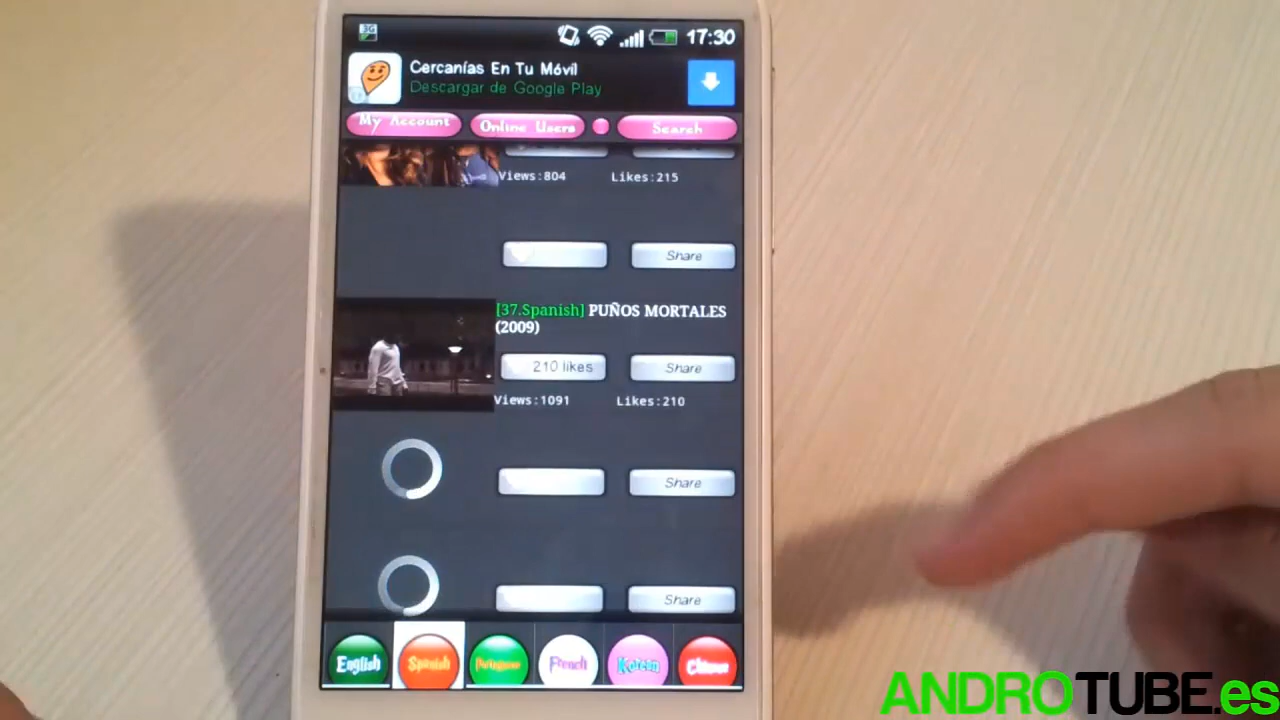 3G
17:30
Cercanías En Tu Móvil
Descargar de Google Play
My Account Online Users Search
Views:804 Likes:215
Share
[37.Spanish] PUÑOS MORTALES
(2009)
210 likes Share
Views:1091 Likes:210
Share
Share
English Spanish Portuguese French Korean Chinese
ANDROTUBE.es